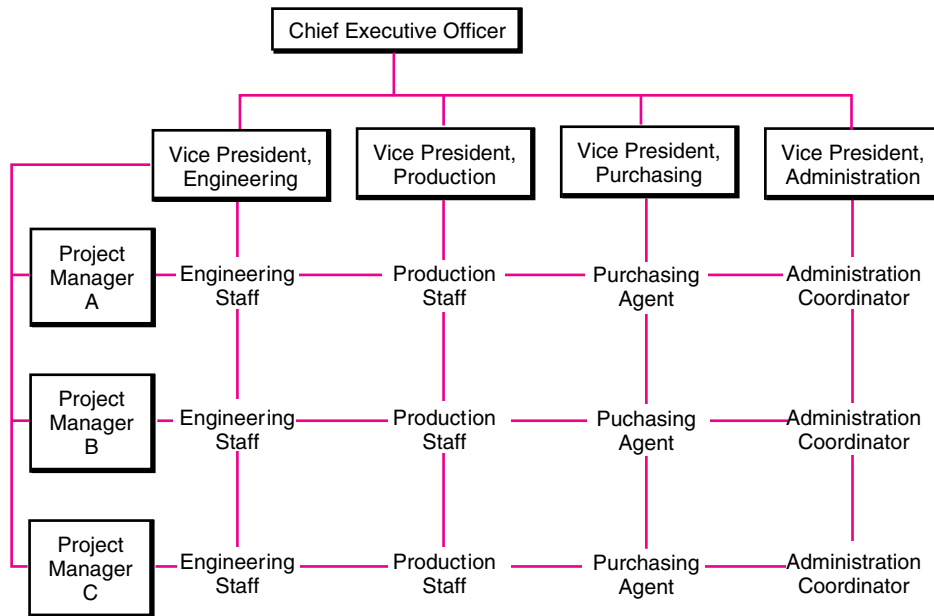 Chief Executive Officer
Vice President,
Engineering
Vice President,
Production
Vice President,
Purchasing
Vice President,
Administration
Project
Manager
A
Engineering
Staff
Production
Staff
Purchasing
Agent
Administration
Coordinator
Project
Manager
B
Engineering
Staff
Production
Staff
Puchasing
Agent
Administration
Coordinator
Project
Manager
C
Engineering
Staff
Production
Staff
Purchasing
Agent
Administration
Coordinator